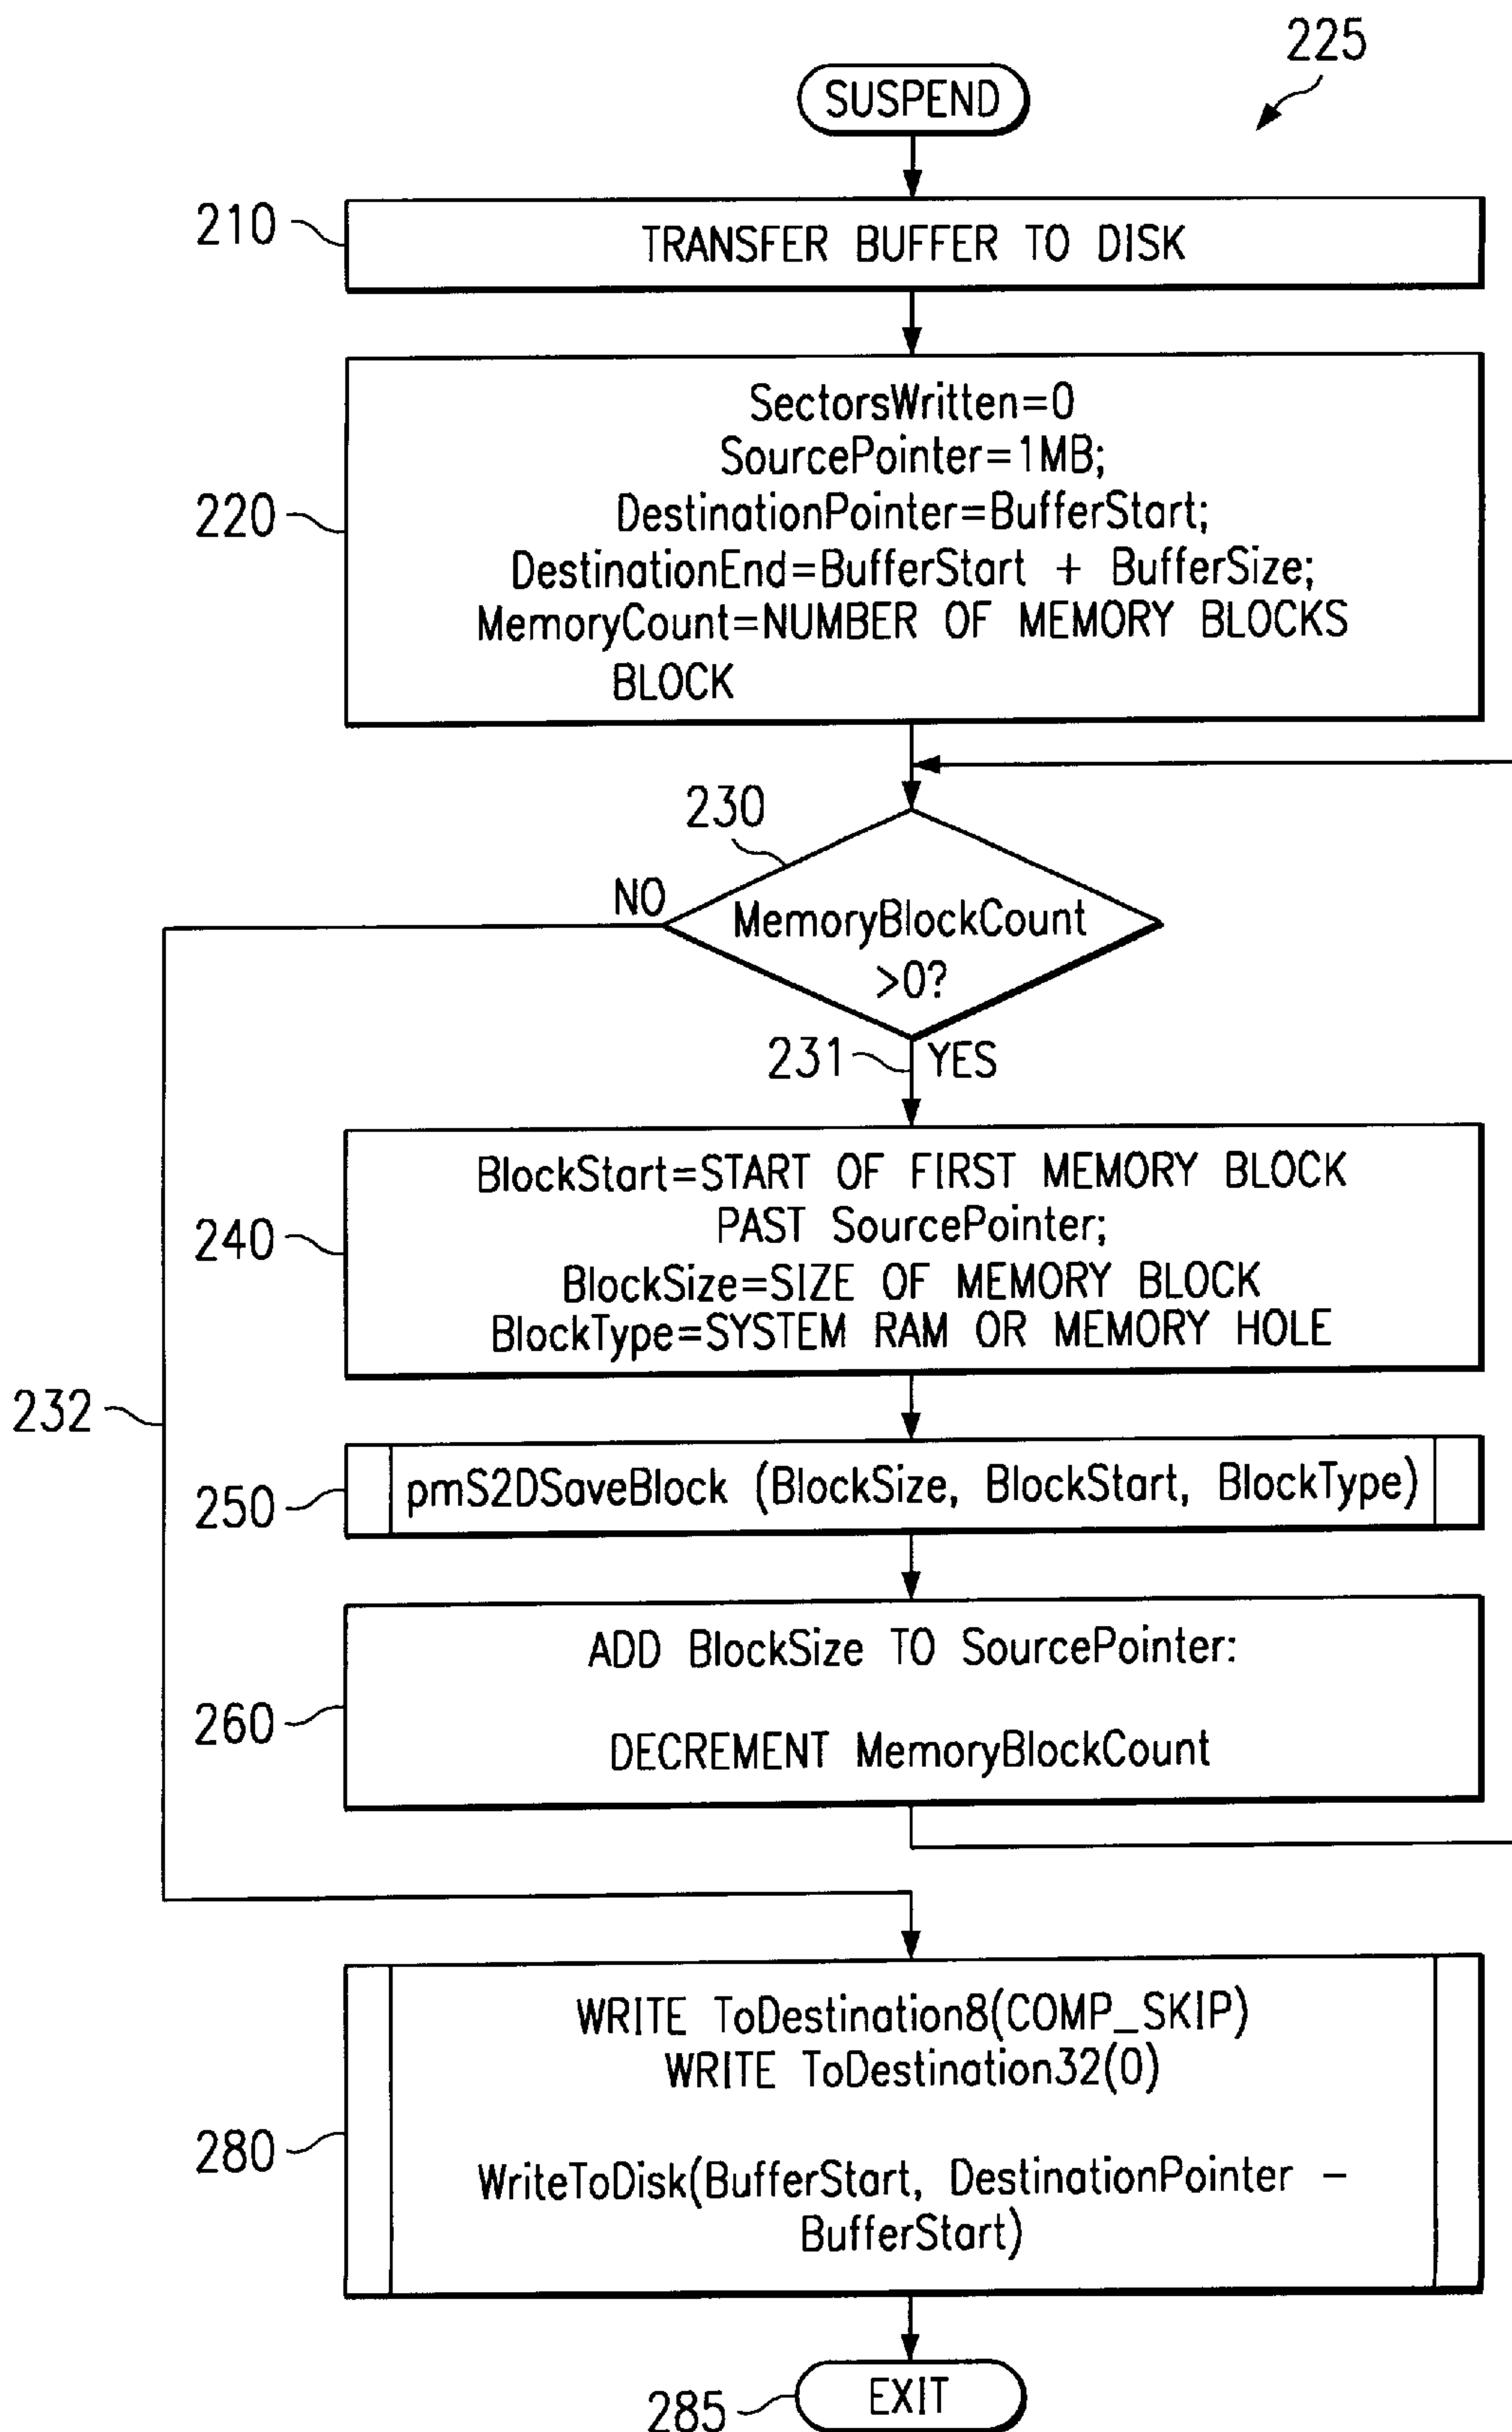 225
SUSPEND
210
TRANSFER BUFFER TO DISK
220
SectorsWritten=0
SourcePointer=1MB;
DestinationPointer=BufferStart;
DestinationEnd=BufferStart + BufferSize;
MemoryCount=NUMBER OF MEMORY BLOCKS
BLOCK
230
NO
MemoryBlockCount
>0?
231
YES
240
BlockStart=START OF FIRST MEMORY BLOCK
PAST SourcePointer;
BlockSize=SIZE OF MEMORY BLOCK
BlockType=SYSTEM RAM OR MEMORY HOLE
232
250
pmS2DSaveBlock (BlockSize, BlockStart, BlockType)
260
ADD BlockSize TO SourcePointer:
DECREMENT MemoryBlockCount
280
WRITE ToDestination8(COMP_SKIP)
WRITE ToDestination32(0)
WriteToDisk(BufferStart, DestinationPointer -
BufferStart)
285
EXIT